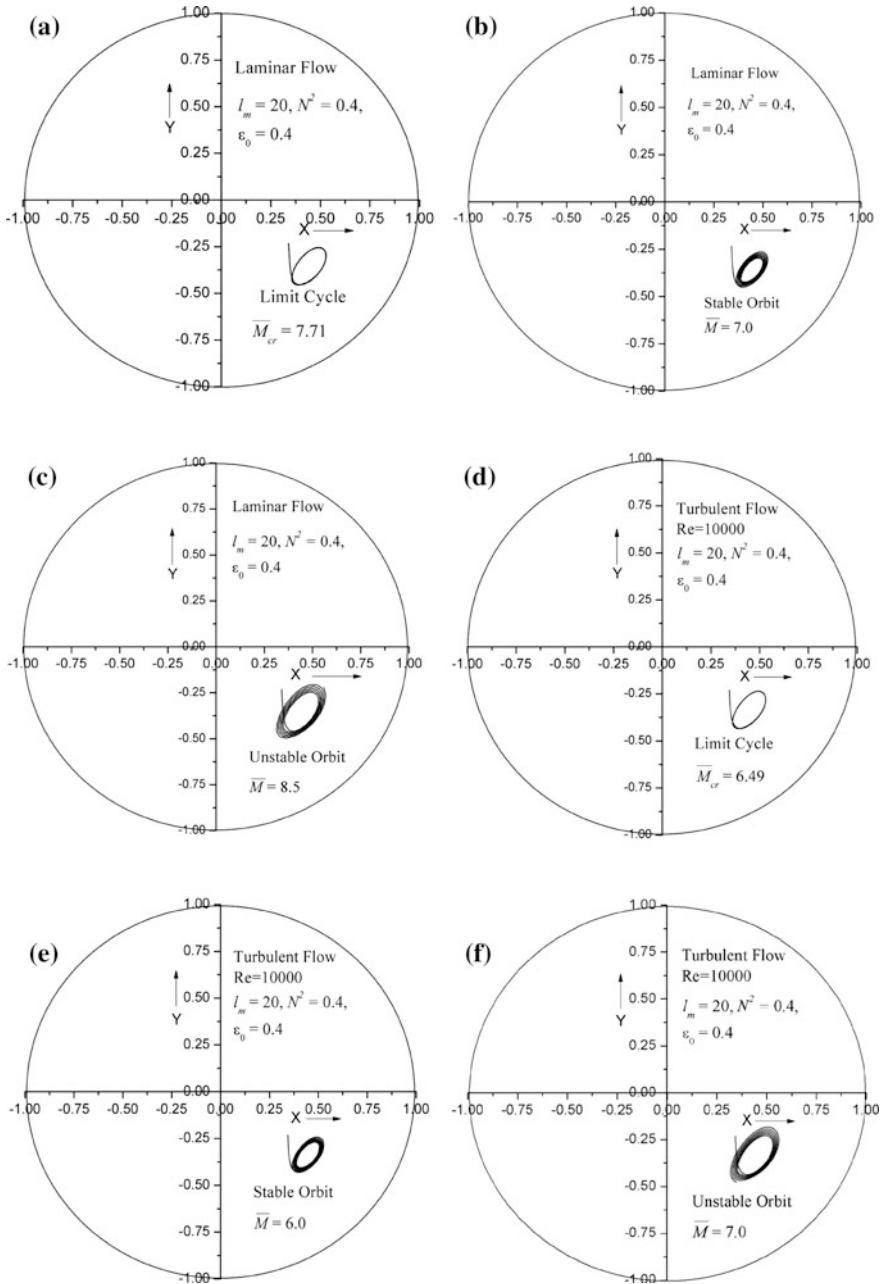 (a)
1.00
0.75
0.50
0.25
0.00
-0.25
-0.50
-0.75
-1.00
-1.00 -0.75 -0.50 -0.25 0.00 0.25 0.50 0.75 1.00
Y
X
Laminar Flow
l_m = 20, N² = 0.4,
ε₀ = 0.4
Limit Cycle
M̅_cr = 7.71
(b)
1.00
0.75
0.50
0.25
0.00
-0.25
-0.50
-0.75
-1.00
-1.00 -0.75 -0.50 -0.25 0.00 0.25 0.50 0.75 1.00
Y
X
Laminar Flow
l_m = 20, N² = 0.4,
ε₀ = 0.4
Stable Orbit
M̅ = 7.0
(c)
1.00
0.75
0.50
0.25
0.00
-0.25
-0.50
-0.75
-1.00
-1.00 -0.75 -0.50 -0.25 0.00 0.25 0.50 0.75 1.00
Y
X
Laminar Flow
l_m = 20, N² = 0.4,
ε₀ = 0.4
Unstable Orbit
M̅ = 8.5
(d)
1.00
0.75
0.50
0.25
0.00
-0.25
-0.50
-0.75
-1.00
-1.00 -0.75 -0.50 -0.25 0.00 0.25 0.50 0.75 1.00
Y
X
Turbulent Flow
Re=10000
l_m = 20, N² = 0.4,
ε₀ = 0.4
Limit Cycle
M̅_cr = 6.49
(e)
1.00
0.75
0.50
0.25
0.00
-0.25
-0.50
-0.75
-1.00
-1.00 -0.75 -0.50 -0.25 0.00 0.25 0.50 0.75 1.00
Y
X
Turbulent Flow
Re=10000
l_m = 20, N² = 0.4,
ε₀ = 0.4
Stable Orbit
M̅ = 6.0
(f)
1.00
0.75
0.50
0.25
0.00
-0.25
-0.50
-0.75
-1.00
-1.00 -0.75 -0.50 -0.25 0.00 0.25 0.50 0.75 1.00
Y
X
Turbulent Flow
Re=10000
l_m = 20, N² = 0.4,
ε₀ = 0.4
Unstable Orbit
M̅ = 7.0